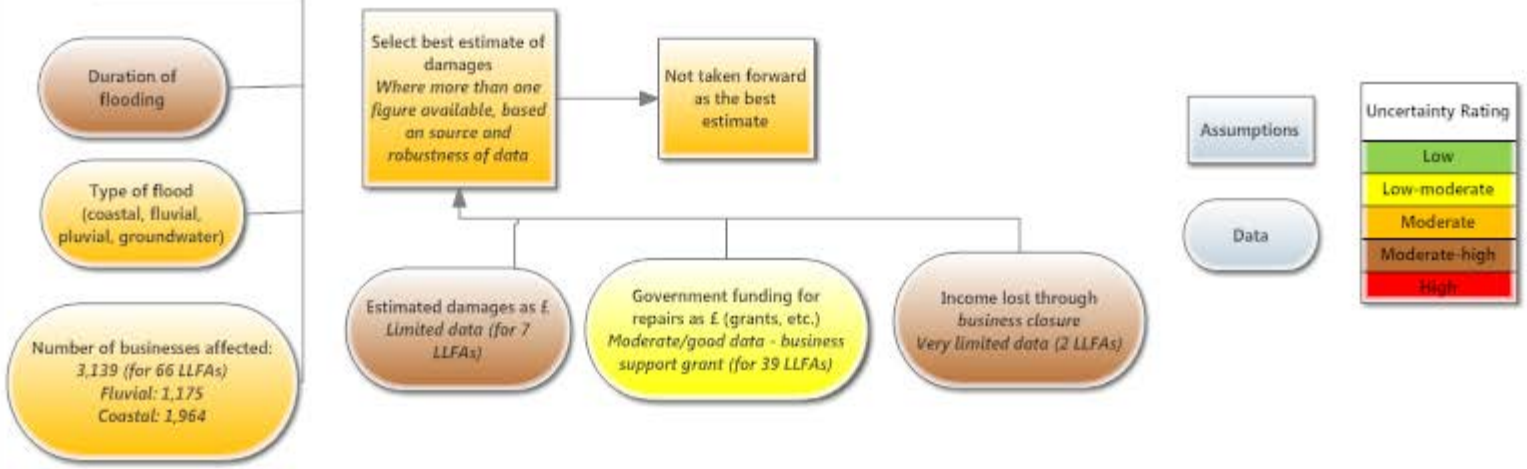 Duration of
flooding
Type of flood
(coastal, fluvial,
pluvial, groundwater)
Number of businesses affected:
3,139 (for 66 LLFAs)
Fluvial: 1,175
Coastal: 1,964
Select best estimate of
damages
Where more than one
figure available, based
on source and
robustness of data
Not taken forward
as the best
estimate
Estimated damages as £.
Limited data (for 7
LLFAs)
Government funding for
repairs as £ (grants, etc.)
Moderate/good data - business
support grant (for 39 LLFAs)
Income lost through
business closure
Very limited data (2 LLFAs)
Assumptions
Data
Uncertainty Rating
Low
Low-moderate
Moderate
Moderate-high
High